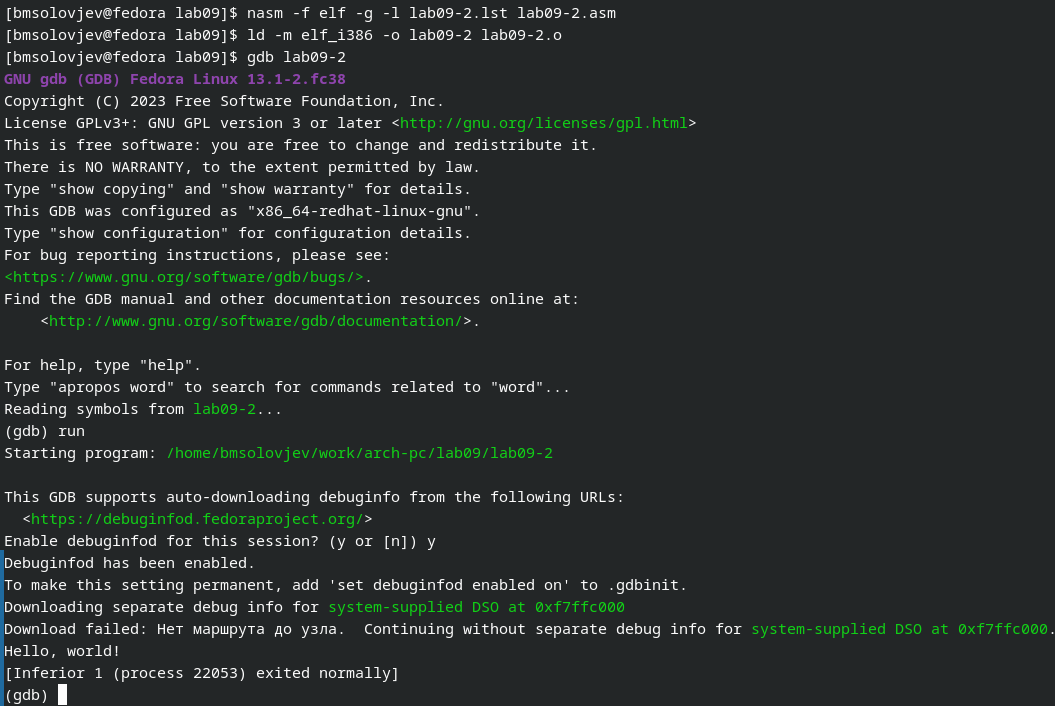 [bmsolovjev@fedora lab09]$ nasm -f elf -g -l lab09-2.lst lab09-2.asm
[bmsolovjev@fedora lab09]$ ld -m elf_i386 -o lab09-2 lab09-2.o
[bmsolovjev@fedora lab09]$ gdb lab09-2
GNU gdb (GDB) Fedora Linux 13.1-2.fc38
Copyright (C) 2023 Free Software Foundation, Inc.
License GPLv3+: GNU GPL version 3 or later <http://gnu.org/licenses/gpl.html>
This is free software: you are free to change and redistribute it.
There is NO WARRANTY, to the extent permitted by law.
Type "show copying" and "show warranty" for details.
This GDB was configured as "x86_64-redhat-linux-gnu".
Type "show configuration" for configuration details.
For bug reporting instructions, please see:
<https://www.gnu.org/software/gdb/bugs/>.
Find the GDB manual and other documentation resources online at:
    <http://www.gnu.org/software/gdb/documentation/>.

For help, type "help".
Type "apropos word" to search for commands related to "word"...
Reading symbols from lab09-2...
(gdb) run
Starting program: /home/bmsolovjev/work/arch-pc/lab09/lab09-2

This GDB supports auto-downloading debuginfo from the following URLs:
  <https://debuginfod.fedoraproject.org/>
Enable debuginfod for this session? (y or [n]) y
Debuginfod has been enabled.
To make this setting permanent, add 'set debuginfod enabled on' to .gdbinit.
Downloading separate debug info for system-supplied DSO at 0xf7ffc000
Download failed: Нет маршрута до узла.  Continuing without separate debug info for system-supplied DSO at 0xf7ffc000.
Hello, world!
[Inferior 1 (process 22053) exited normally]
(gdb)